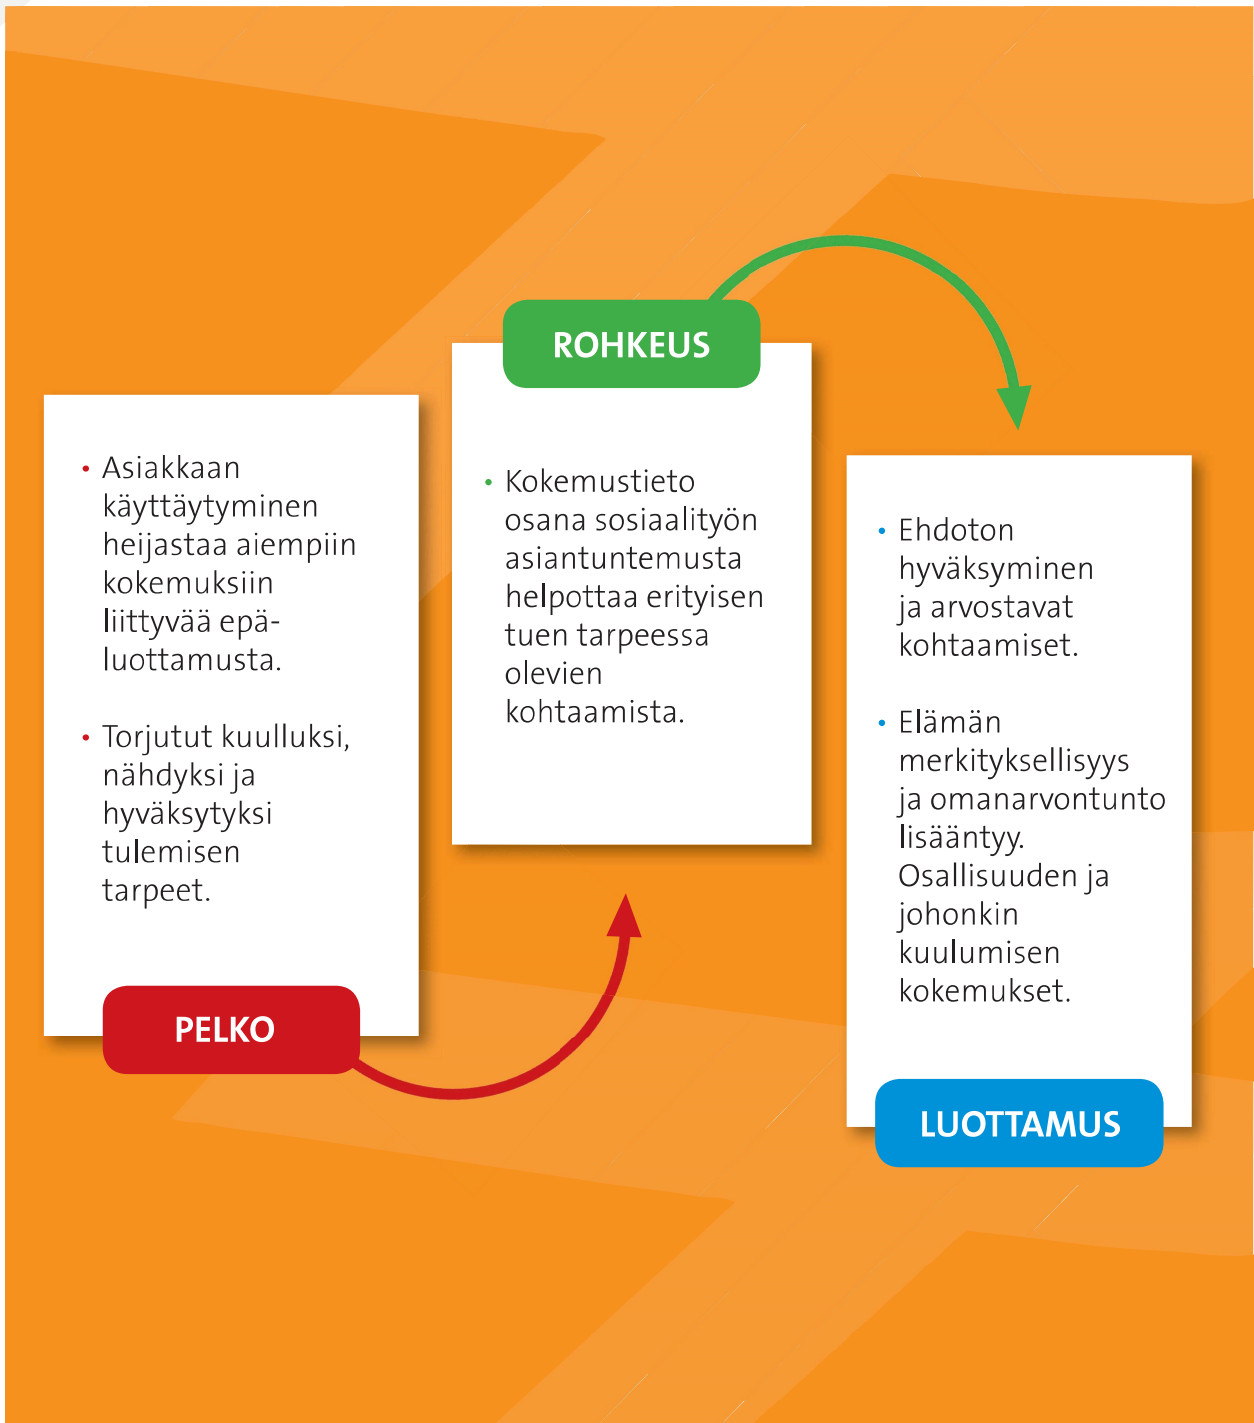 • Asiakkaan
käyttäytyminen
heijastaa aiempiin
kokemuksiin
liittyvää epä-
luottamusta.
• Torjutut kuulluksi,
nähdyksi ja
hyväksytyksi
tulemisen
tarpeet.
PELKO
ROHKEUS
• Kokemustieto
osana sosiaalityön
asiantuntemusta
helpottaa erityisen
tuen tarpeessa
olevien
kohtaamista.
• Ehdoton
hyväksyminen
ja arvostavat
kohtaamiset.
• Elämän
merkityksellisyys
ja omanarvontunto
lisääntyy.
Osallisuuden ja
johonkin
kuulumisen
kokemukset.
LUOTTAMUS